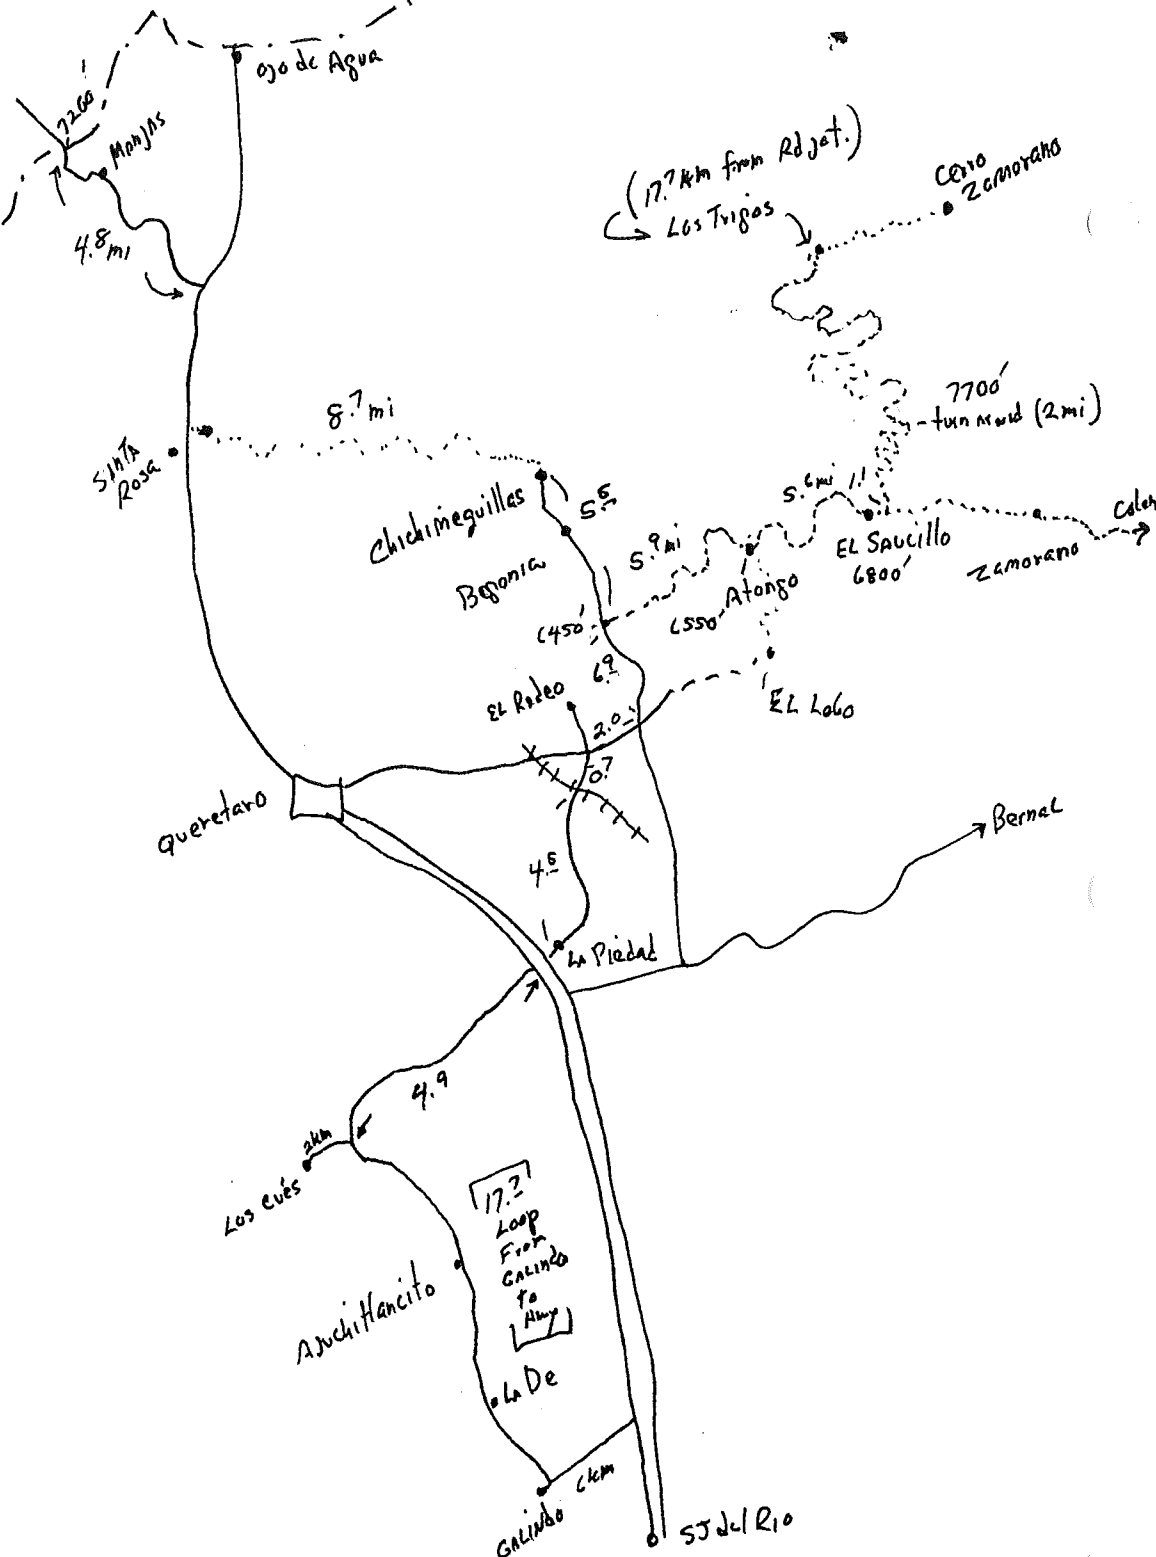 ojo de Agua
7200'
Monjas
4.8 mi
(17.7 km from Rd jct.)
Los Trigos
Cerro
Zamorano
8.7 mi
7700'
turn around (2mi)
SANTA
Rosa
Chichimequillas
5.5
5.6 mi
1.1
Colon
EL SAUCILLO
6800'
Zamorano
5.9 mi
Begonia
Atongo
6550'
6450'
6.9
EL Rodeo
2.0
EL Lobo
0.7
Queretaro
Bernal
4.5
La Piedad
4.9
2km
Los Cués
17.7
Loop
From
GALINDO
to
Hwy
Ajuchitlancito
La De
6km
GALINDO
SJ del Rio